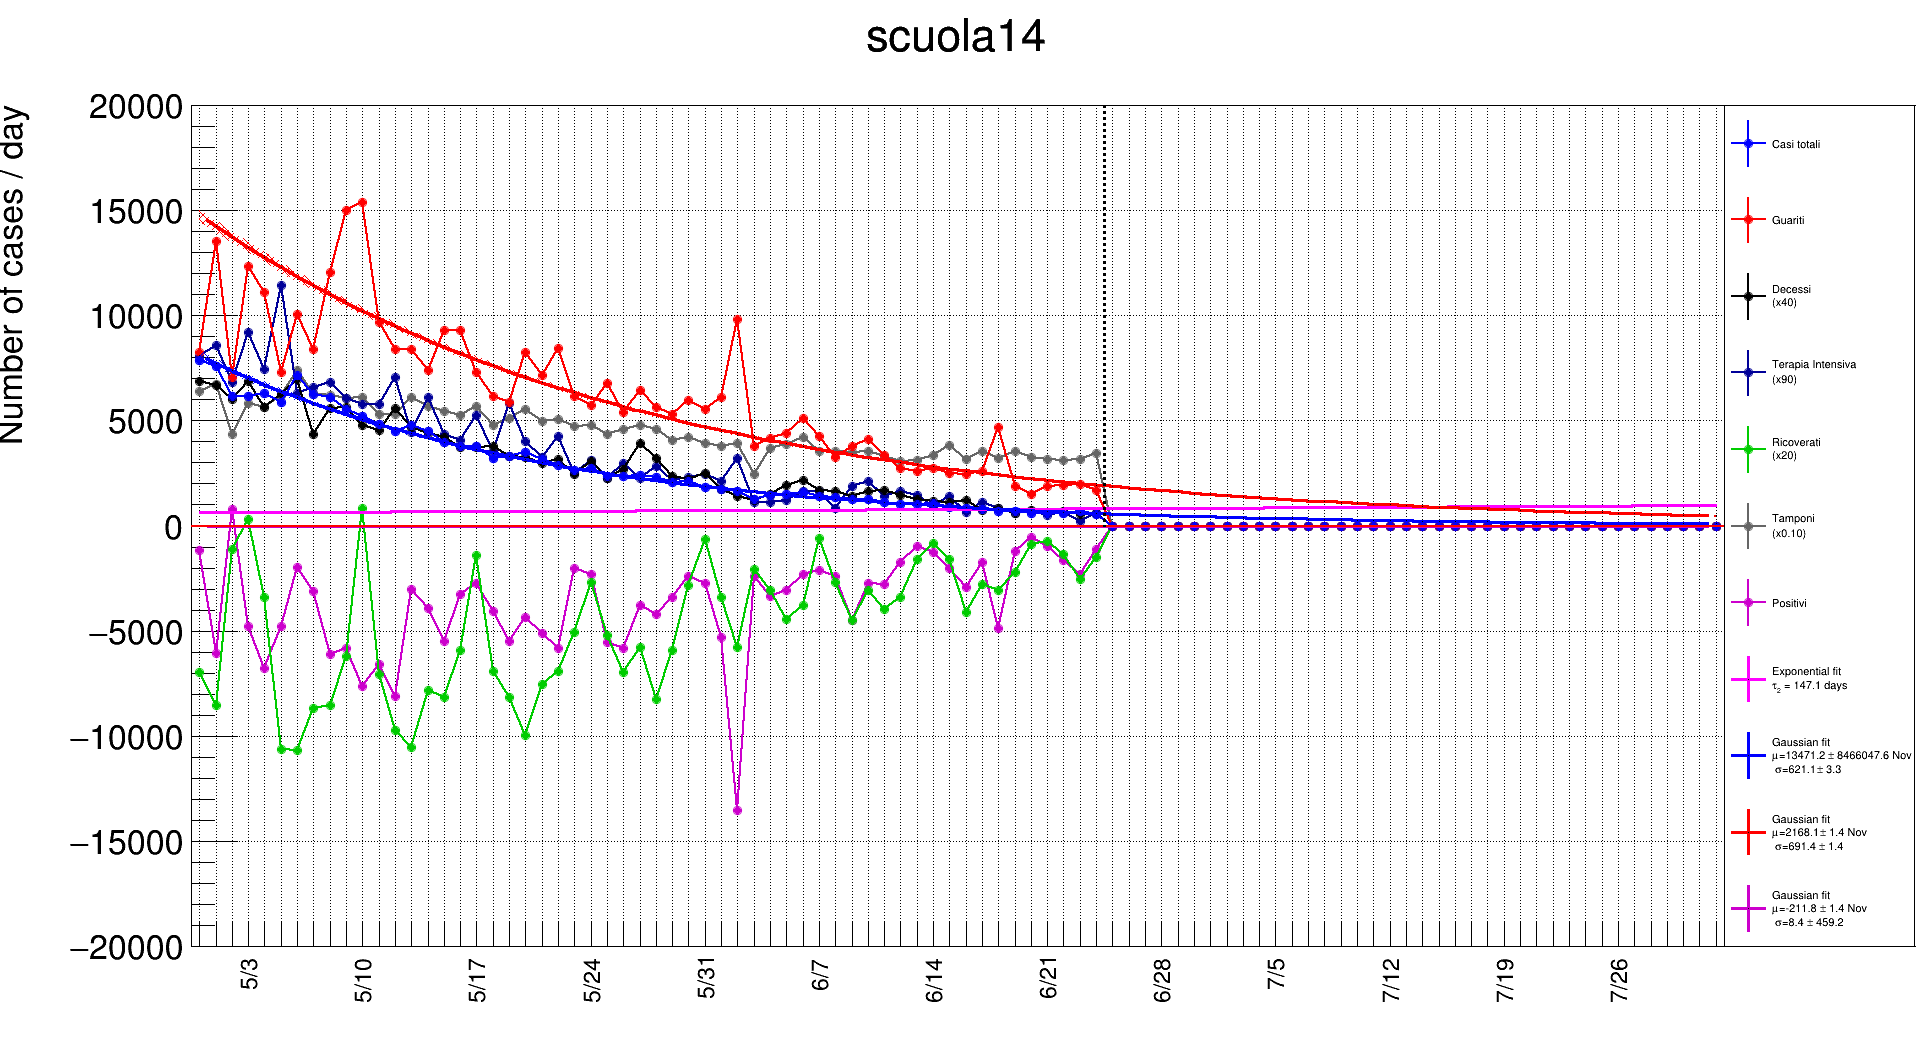 scuola14
Number of cases / day
20000
15000
10000
5000
0
−5000
−10000
−15000
−20000
5/3
5/10
5/17
5/24
5/31
6/7
6/14
6/21
6/28
7/5
7/12
7/19
7/26
Casi totali
Guariti
Decessi
(x40)
Terapia Intensiva
(x90)
Ricoverati
(x20)
Tamponi
(x0.10)
Positivi
Exponential fit
τ₂ = 147.1 days
Gaussian fit
μ=13471.2 ± 8466047.6 Nov
σ=621.1 ± 3.3
Gaussian fit
μ=2168.1 ± 1.4 Nov
σ=691.4 ± 1.4
Gaussian fit
μ=-211.8 ± 1.4 Nov
σ=8.4 ± 459.2